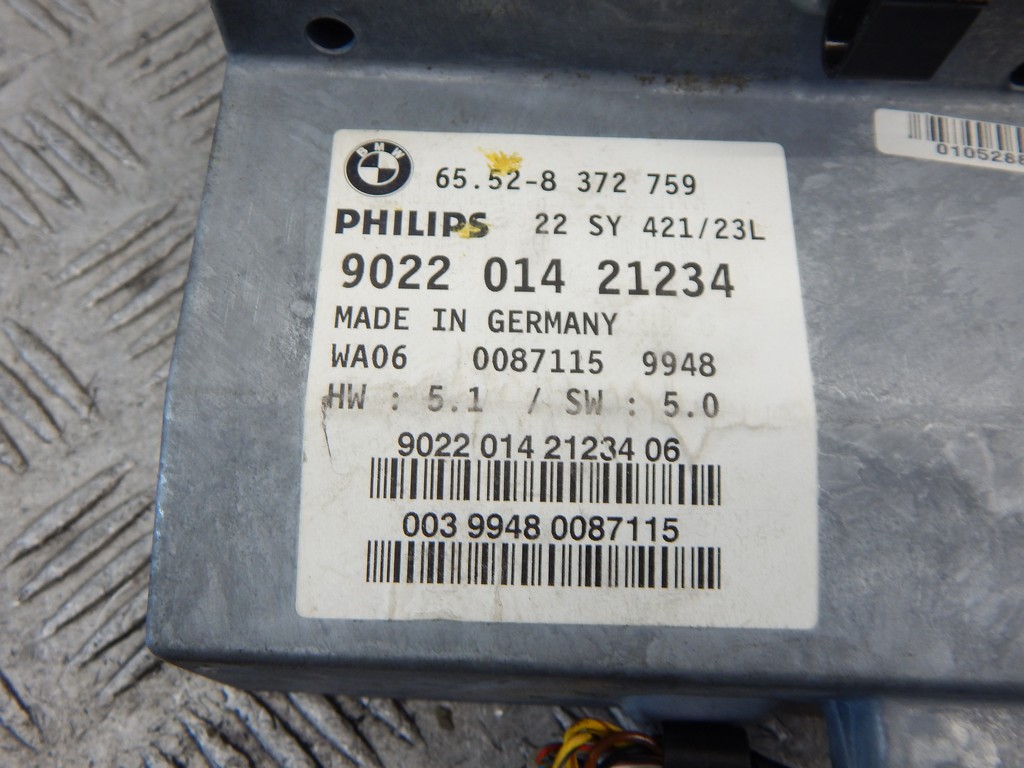 BMW
65.52-8 372 759
PHILIPS 22 SY 421/23L
9022 014 21234
MADE IN GERMANY
WA06 0087115 9948
HW : 5.1 / SW : 5.0
9022 014 21234 06
003 9948 0087115